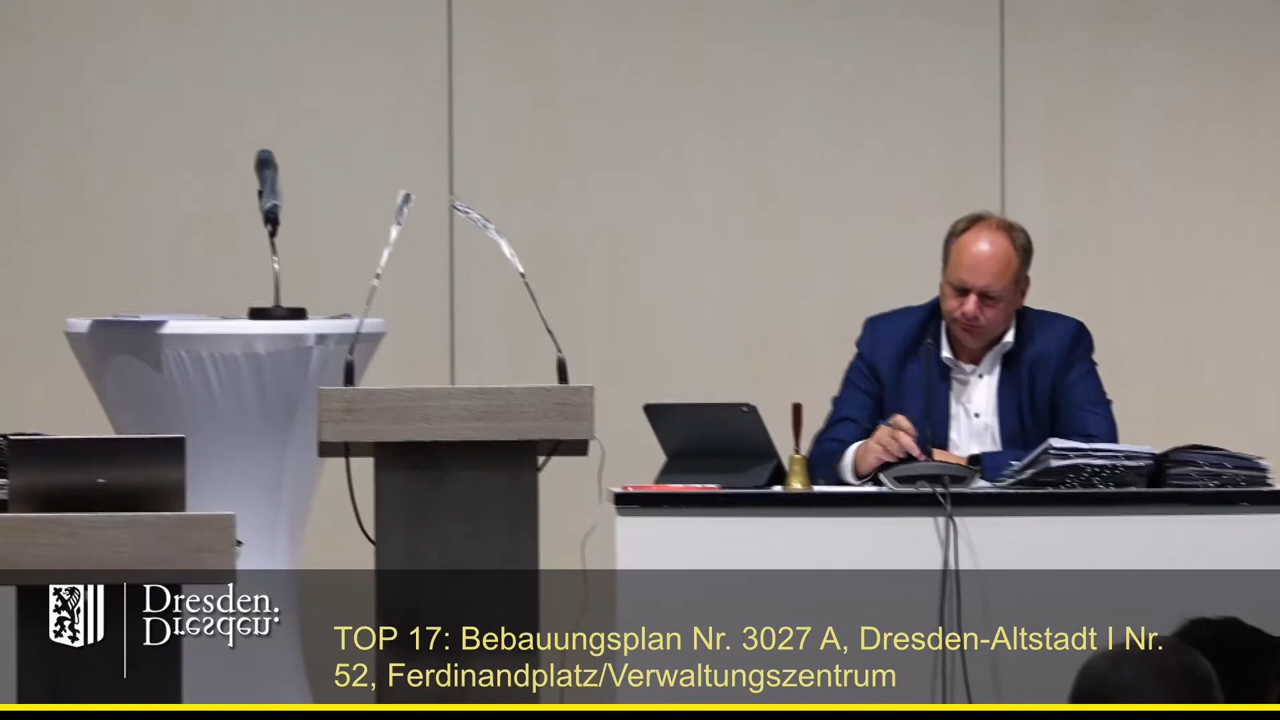 Dresden.
Dresden.
TOP 17: Bebauungsplan Nr. 3027 A, Dresden-Altstadt I Nr.
52, Ferdinandplatz/Verwaltungszentrum